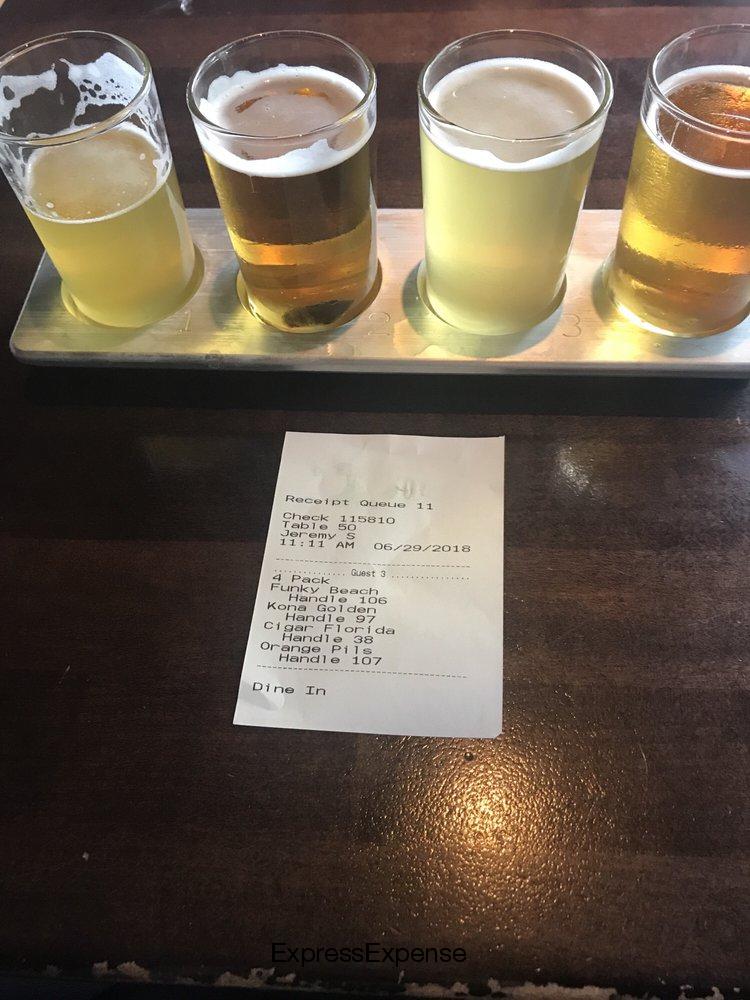 1 2 3
Receipt Queue 11
Check 115810
Table 50
Jeremy S
11:11 AM 06/29/2018
Guest 3
4 Pack
Funky Beach
Handle 106
Kona Golden
Handle 97
Cigar Florida
Handle 38
Orange Pils
Handle 107
Dine In
ExpressExpense